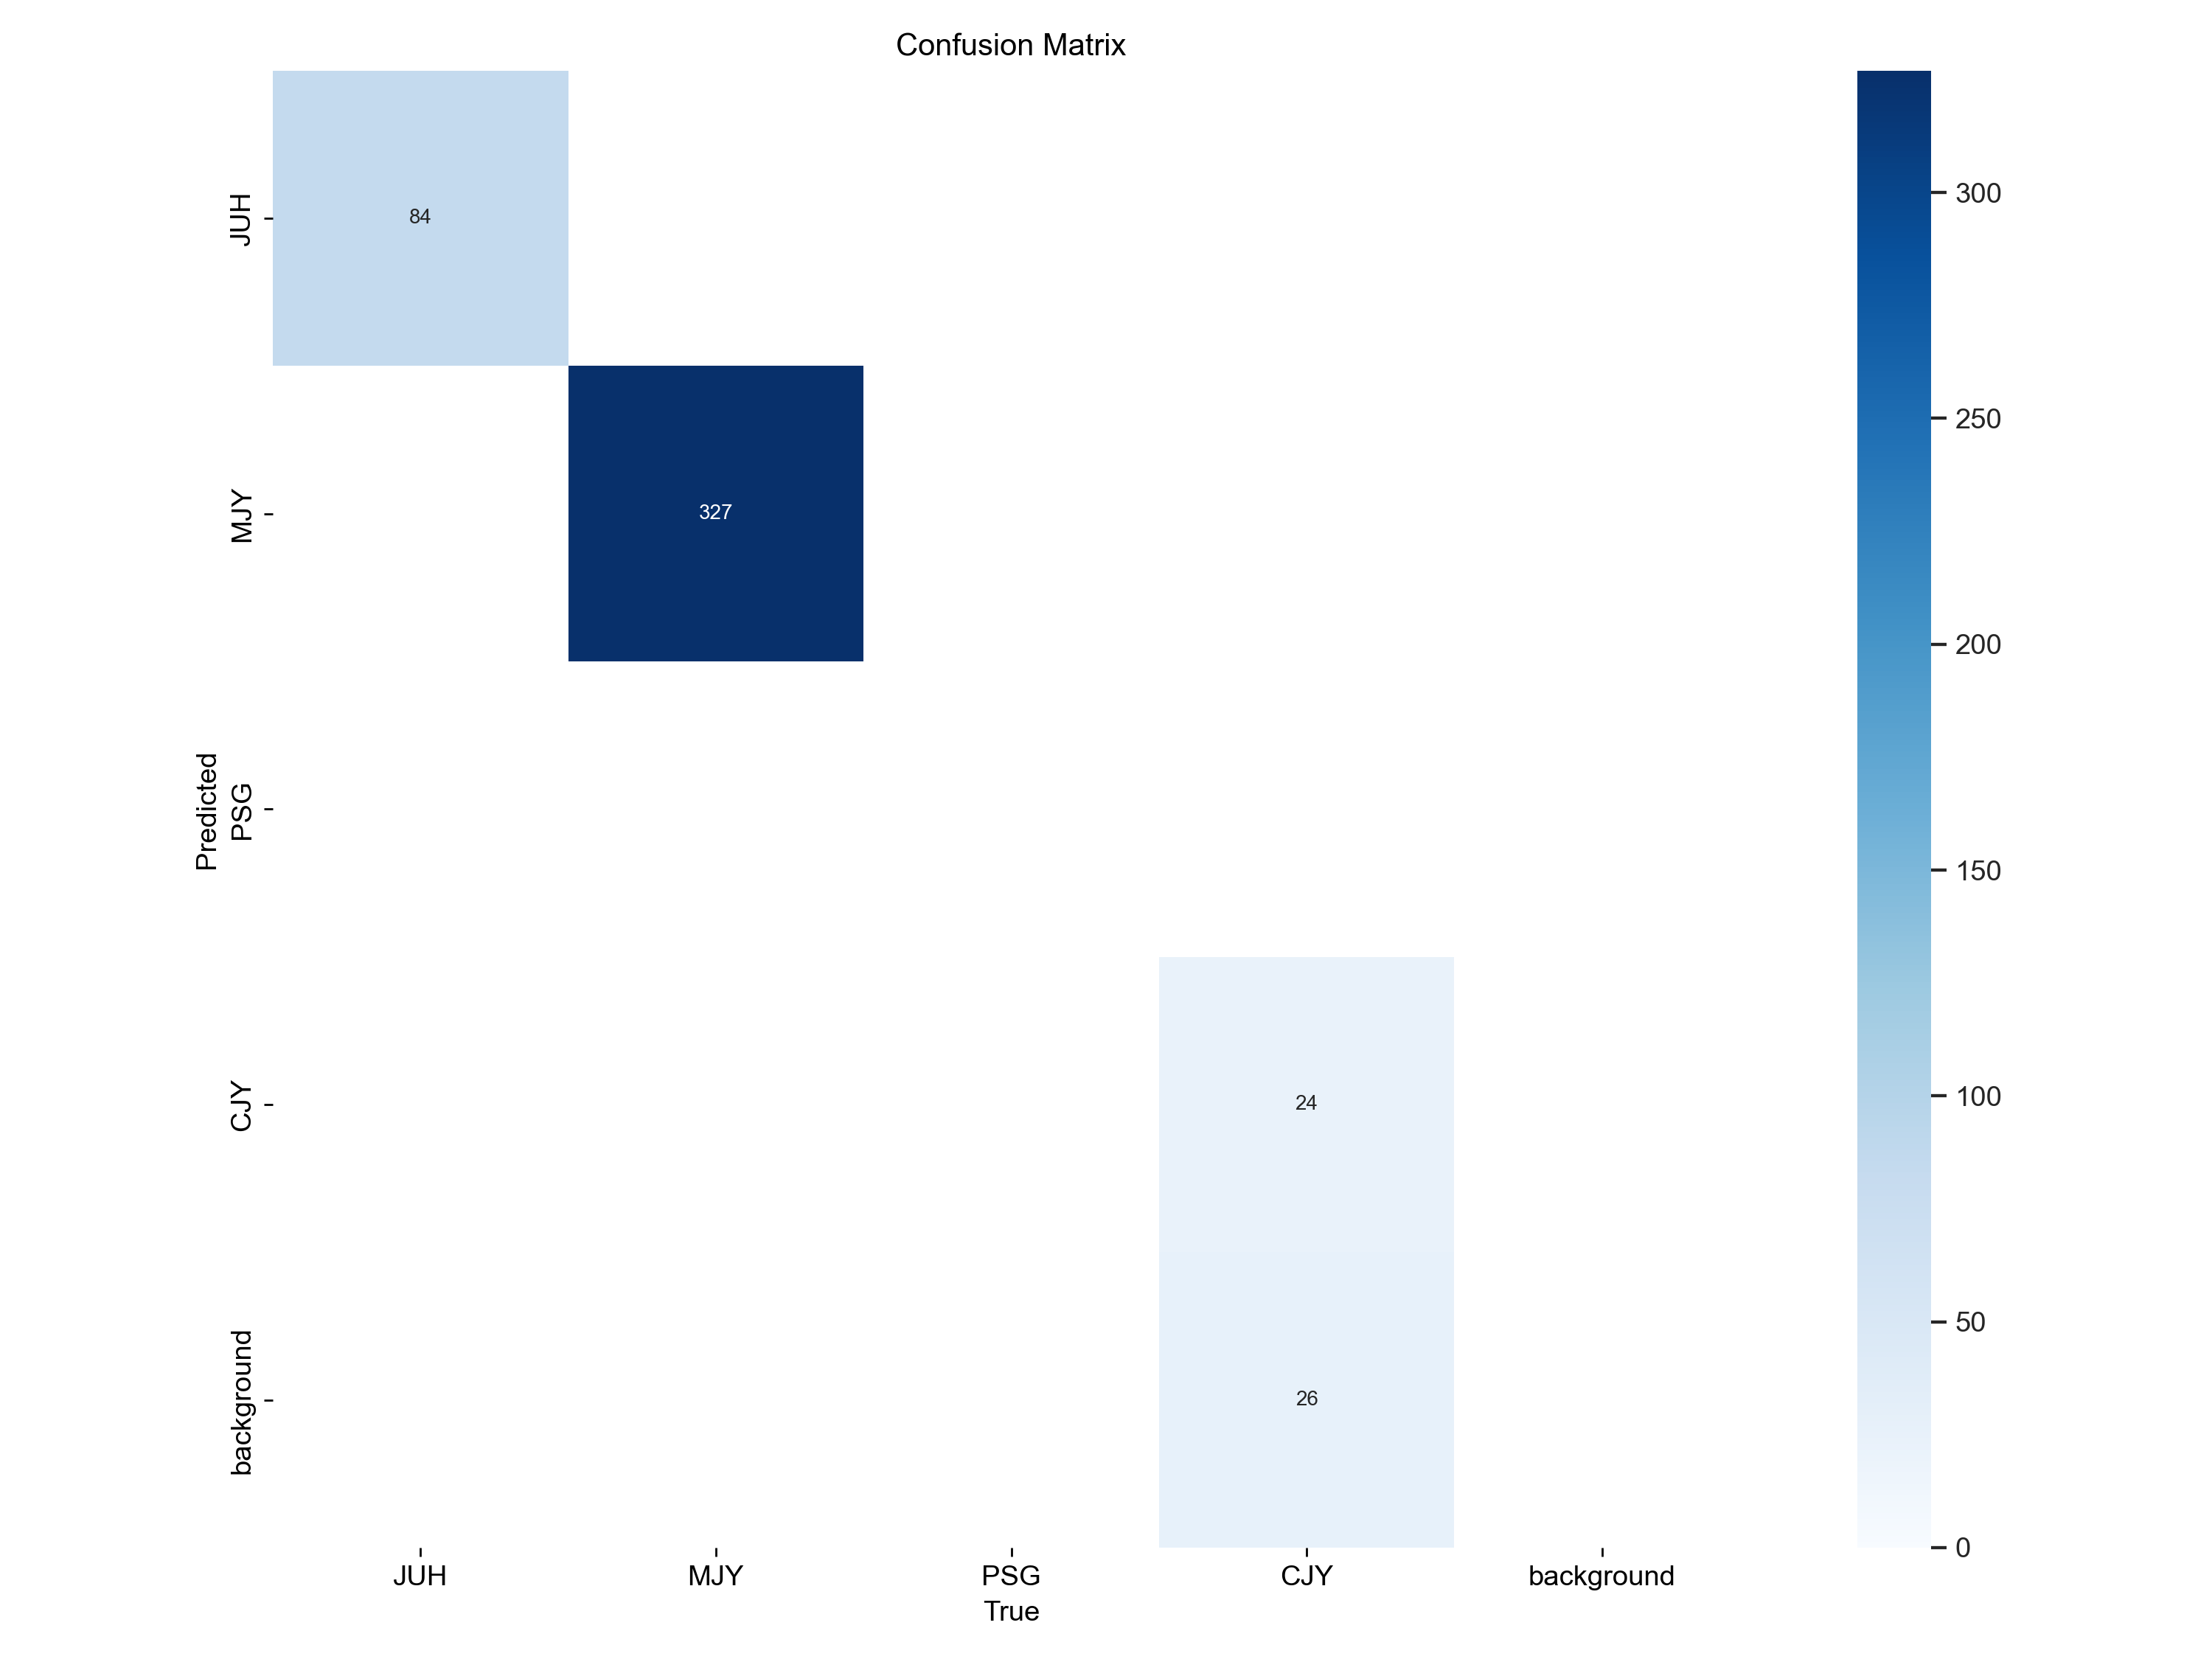 Confusion Matrix
JUH
84
MJY
327
Predicted
PSG
CJY
24
background
26
JUH MJY PSG CJY background
True
300
250
200
150
100
50
0